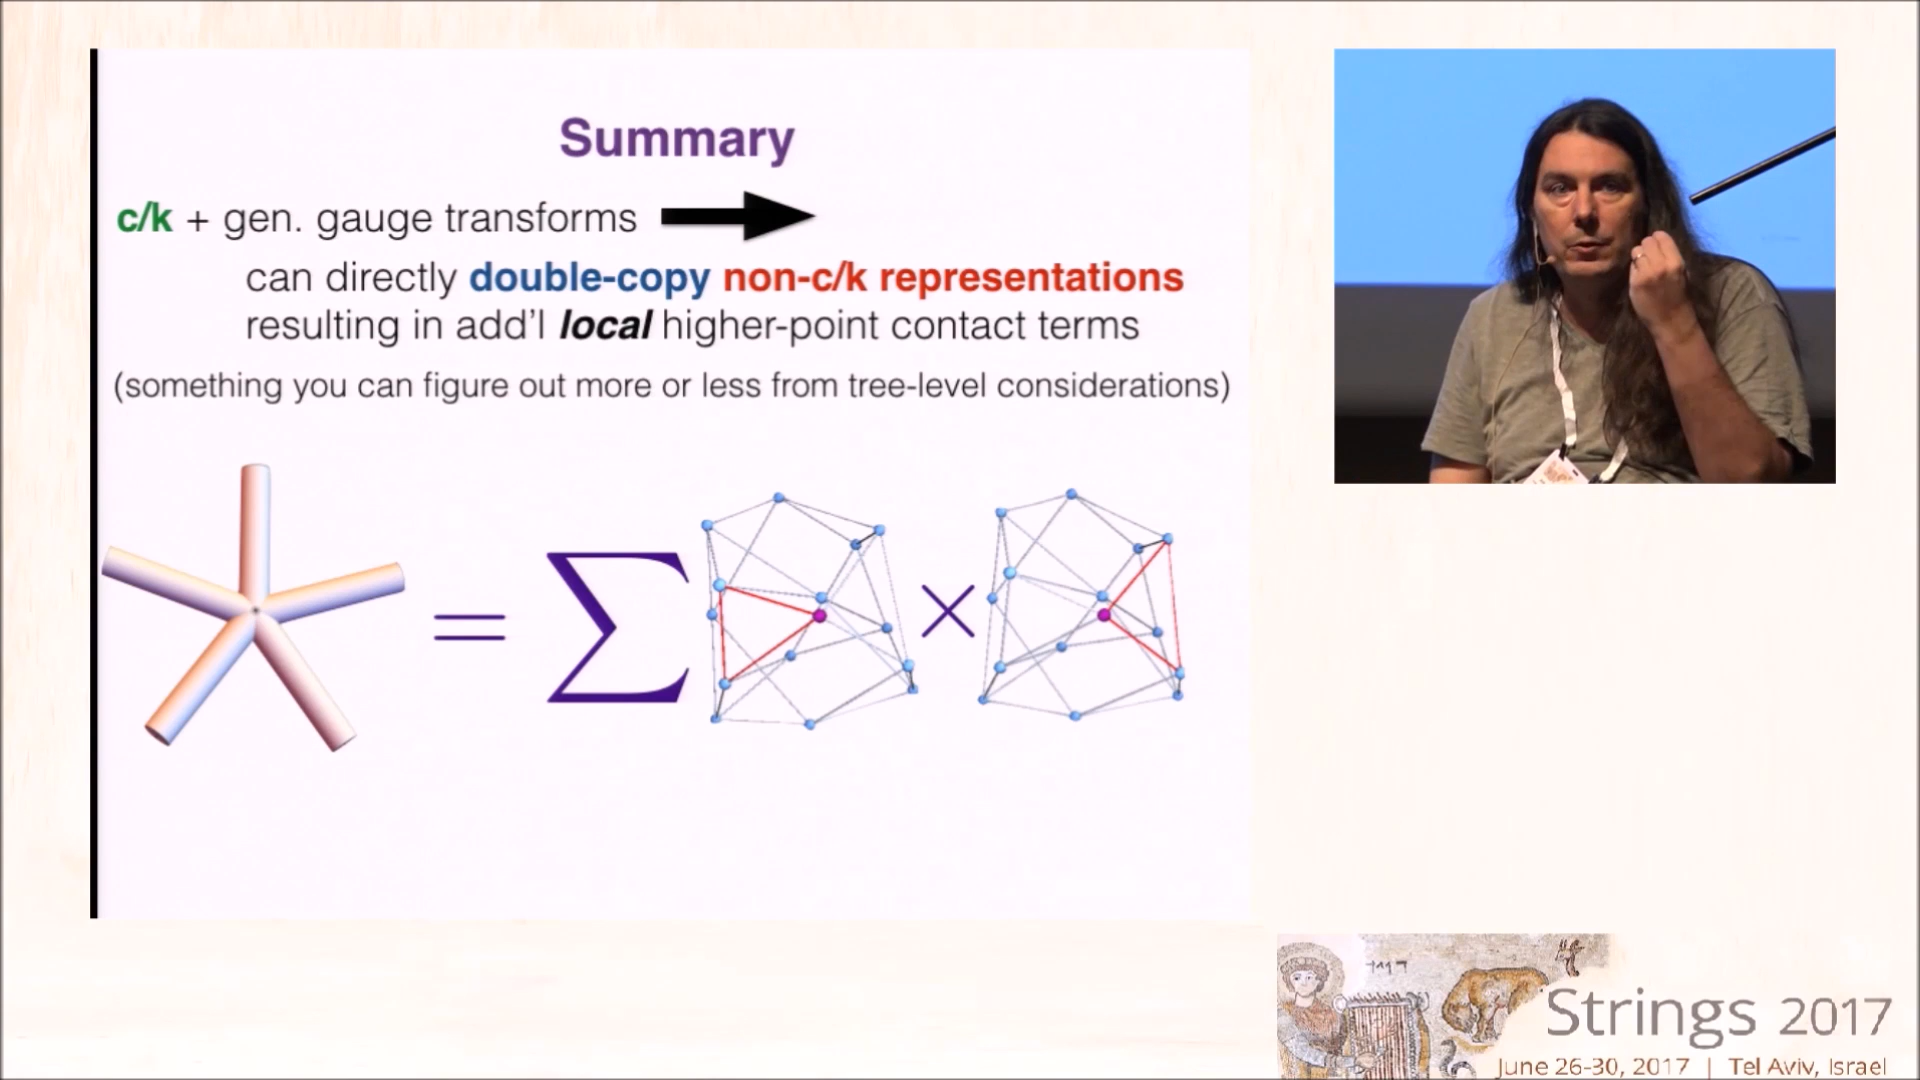 Summary
c/k + gen. gauge transforms
can directly double-copy non-c/k representations
resulting in add'l local higher-point contact terms
(something you can figure out more or less from tree-level considerations)
= Σ ×
Strings 2017
June 26-30, 2017 | Tel Aviv, Israel